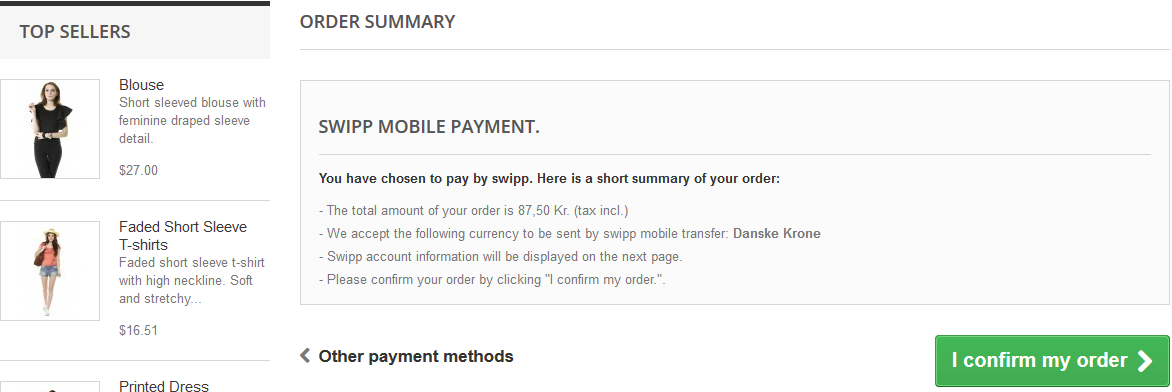 TOP SELLERS
Blouse
Short sleeved blouse with
feminine draped sleeve
detail.
$27.00
Faded Short Sleeve
T-shirts
Faded short sleeve t-shirt
with high neckline. Soft
and stretchy...
$16.51
Printed Dress
ORDER SUMMARY
SWIPP MOBILE PAYMENT.
You have chosen to pay by swipp. Here is a short summary of your order:
- The total amount of your order is 87,50 Kr. (tax incl.)
- We accept the following currency to be sent by swipp mobile transfer: Danske Krone
- Swipp account information will be displayed on the next page.
- Please confirm your order by clicking "I confirm my order.".
Other payment methods
I confirm my order